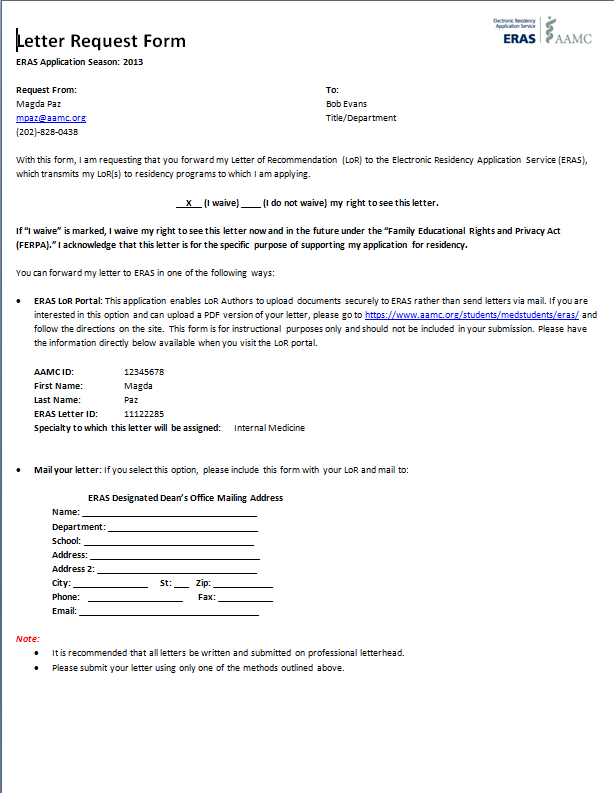 Letter Request Form
Electronic Residency
Application Service
ERAS AAMC
ERAS Application Season: 2013
Request From: To:
Magda Paz Bob Evans
mpaz@aamc.org Title/Department
(202)-828-0438
With this form, I am requesting that you forward my Letter of Recommendation (LoR) to the Electronic Residency Application Service (ERAS),
which transmits my LoR(s) to residency programs to which I am applying.
__X__ (I waive) ____ (I do not waive) my right to see this letter.
If “I waive” is marked, I waive my right to see this letter now and in the future under the “Family Educational Rights and Privacy Act
(FERPA).” I acknowledge that this letter is for the specific purpose of supporting my application for residency.
You can forward my letter to ERAS in one of the following ways:
• ERAS LoR Portal: This application enables LoR Authors to upload documents securely to ERAS rather than send letters via mail. If you are
interested in this option and can upload a PDF version of your letter, please go to https://www.aamc.org/students/medstudents/eras/ and
follow the directions on the site. This form is for instructional purposes only and should not be included in your submission. Please have
the information directly below available when you visit the LoR portal.
AAMC ID: 12345678
First Name: Magda
Last Name: Paz
ERAS Letter ID: 11122285
Specialty to which this letter will be assigned: Internal Medicine
• Mail your letter: If you select this option, please include this form with your LoR and mail to:
ERAS Designated Dean’s Office Mailing Address
Name: ____________________
Department: ____________________
School: ____________________
Address: ____________________
Address 2: ____________________
City: __________ St: ___ Zip: __________
Phone: __________ Fax: __________
Email: ____________________
Note:
• It is recommended that all letters be written and submitted on professional letterhead.
• Please submit your letter using only one of the methods outlined above.